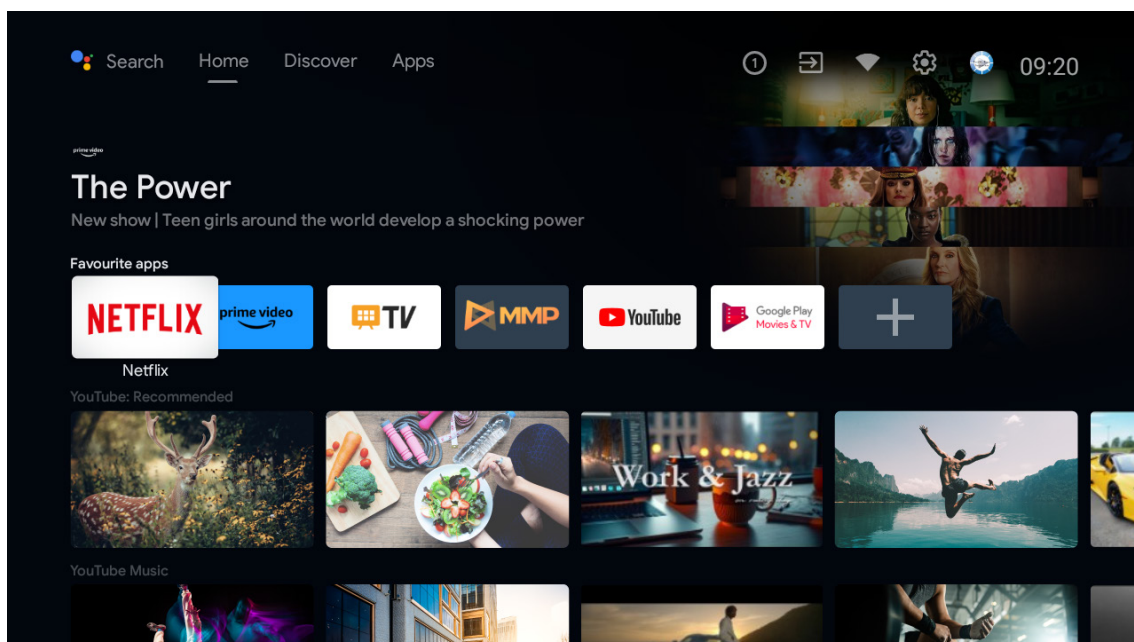 Search Home Discover Apps
1
09:20
prime video
The Power
New show | Teen girls around the world develop a shocking power
Favourite apps
NETFLIX
prime video
TV
MMP
YouTube
Google Play
Movies & TV
Netflix
YouTube: Recommended
Work & Jazz
YouTube Music